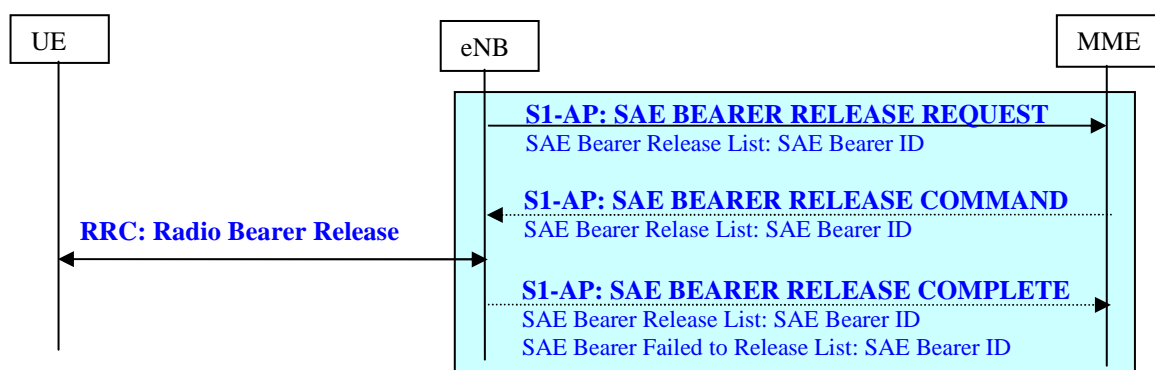 UE
eNB
MME
S1-AP: SAE BEARER RELEASE REQUEST
SAE Bearer Release List: SAE Bearer ID
S1-AP: SAE BEARER RELEASE COMMAND
SAE Bearer Relase List: SAE Bearer ID
RRC: Radio Bearer Release
S1-AP: SAE BEARER RELEASE COMPLETE
SAE Bearer Release List: SAE Bearer ID
SAE Bearer Failed to Release List: SAE Bearer ID